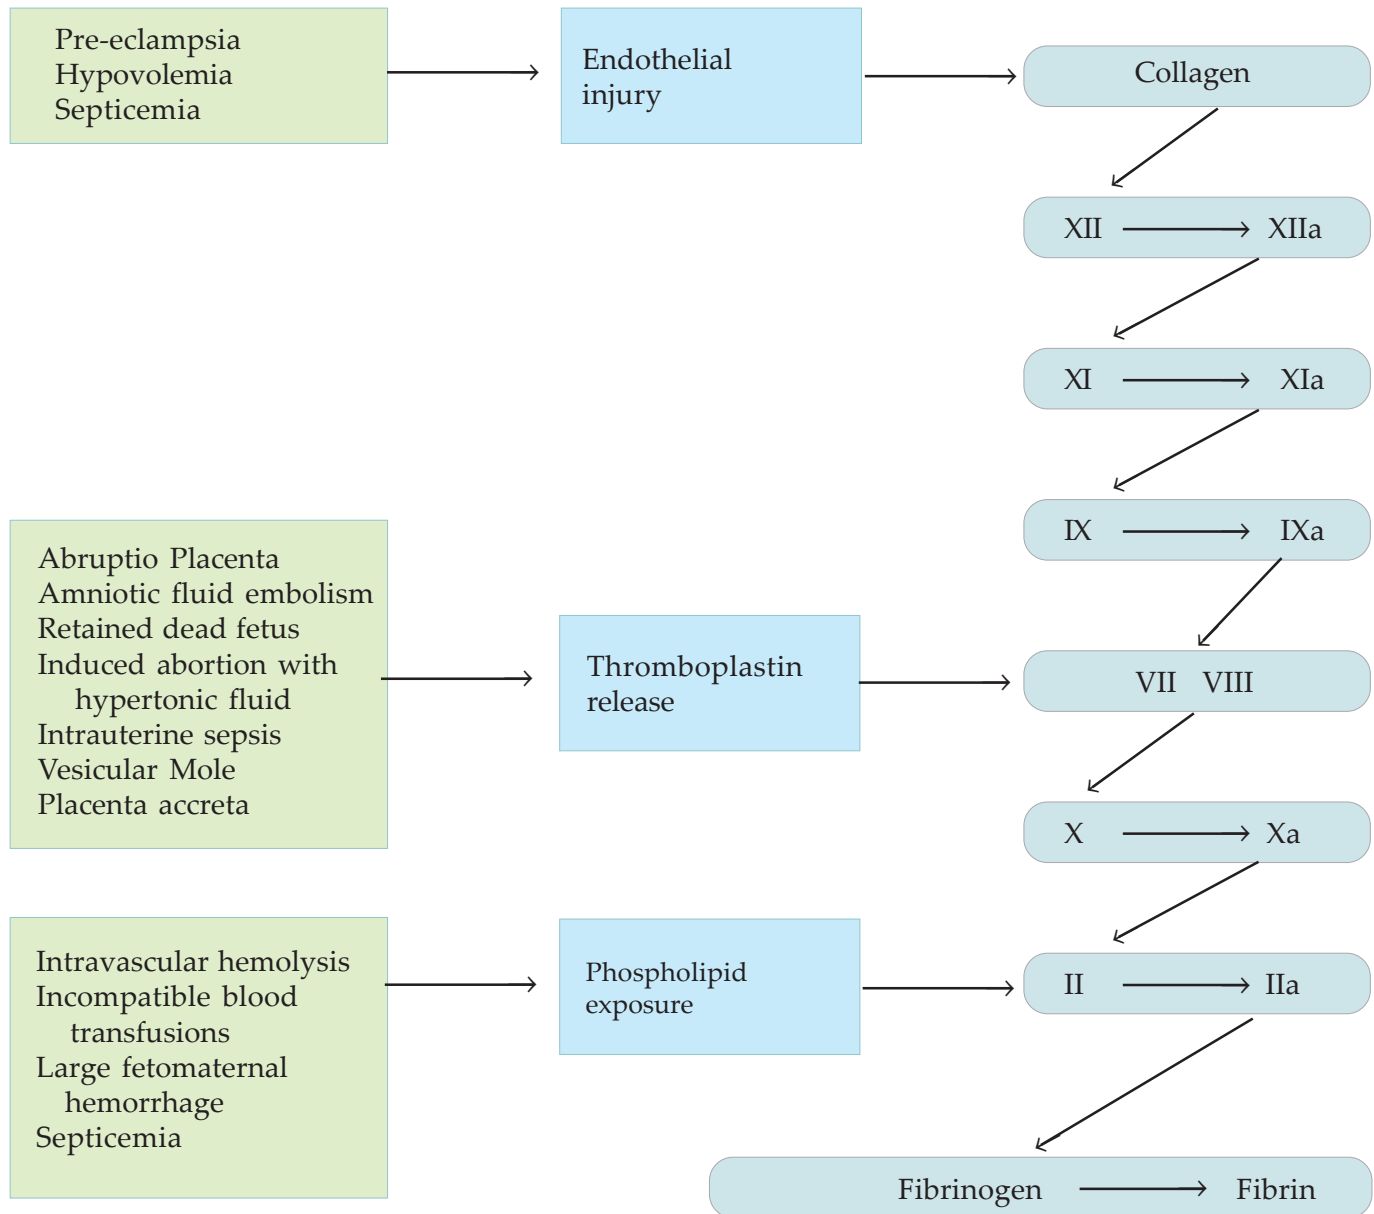 Pre-eclampsia
Hypovolemia
Septicemia
Endothelial
injury
Collagen
XII XIIa
XI XIa
IX IXa
Abruptio Placenta
Amniotic fluid embolism
Retained dead fetus
Induced abortion with
hypertonic fluid
Intrauterine sepsis
Vesicular Mole
Placenta accreta
Thromboplastin
release
VII VIII
X Xa
Intravascular hemolysis
Incompatible blood
transfusions
Large fetomaternal
hemorrhage
Septicemia
Phospholipid
exposure
II IIa
Fibrinogen Fibrin